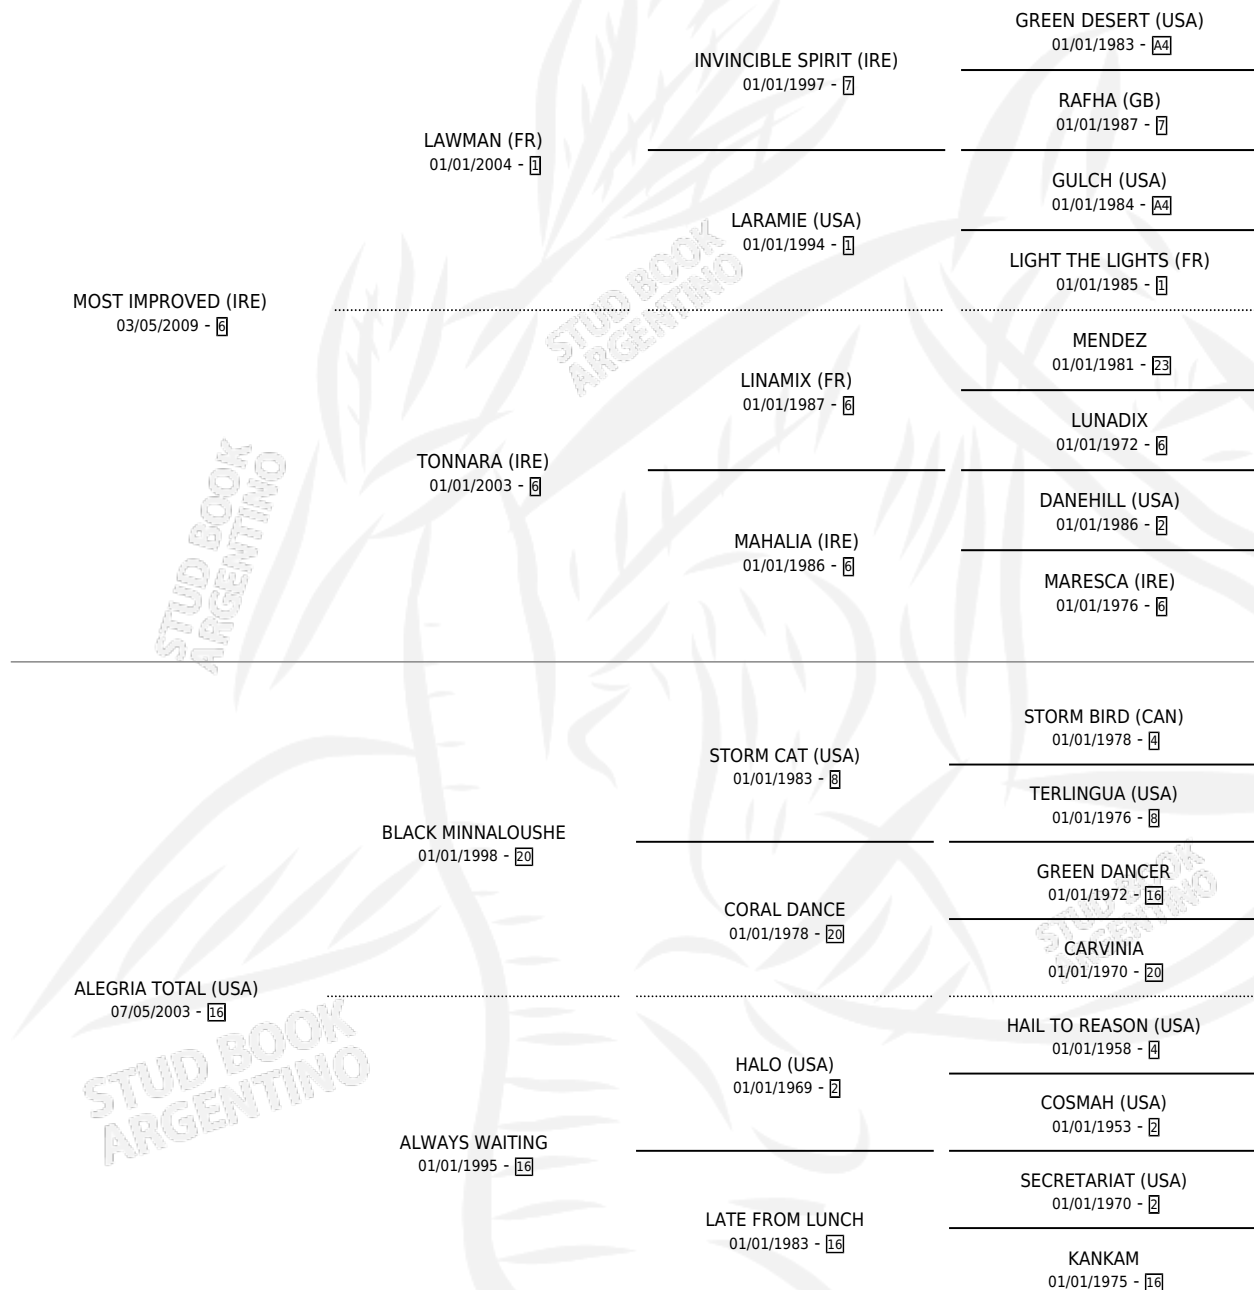 GREEN DESERT (USA)
01/01/1983 - A4
INVINCIBLE SPIRIT (IRE)
01/01/1997 - 7
RAFHA (GB)
01/01/1987 - 7
LAWMAN (FR)
01/01/2004 - 1
GULCH (USA)
01/01/1984 - A4
LARAMIE (USA)
01/01/1994 - 1
LIGHT THE LIGHTS (FR)
01/01/1985 - 1
MOST IMPROVED (IRE)
03/05/2009 - 6
MENDEZ
01/01/1981 - 23
LINAMIX (FR)
01/01/1987 - 6
LUNADIX
01/01/1972 - 6
TONNARA (IRE)
01/01/2003 - 6
DANEHILL (USA)
01/01/1986 - 2
MAHALIA (IRE)
01/01/1986 - 6
MARESCA (IRE)
01/01/1976 - 6
STORM BIRD (CAN)
01/01/1978 - 4
STORM CAT (USA)
01/01/1983 - 8
TERLINGUA (USA)
01/01/1976 - 8
BLACK MINNALOUSHE
01/01/1998 - 20
GREEN DANCER
01/01/1972 - 16
CORAL DANCE
01/01/1978 - 20
CARVINIA
01/01/1970 - 20
ALEGRIA TOTAL (USA)
07/05/2003 - 16
HAIL TO REASON (USA)
01/01/1958 - 4
HALO (USA)
01/01/1969 - 2
COSMAH (USA)
01/01/1953 - 2
ALWAYS WAITING
01/01/1995 - 16
SECRETARIAT (USA)
01/01/1970 - 2
LATE FROM LUNCH
01/01/1983 - 16
KANKAM
01/01/1975 - 16
STUD BOOK
ARGENTINO
STUD BOOK
ARGENTINO
STUD BOOK
ARGENTINO
STUD BOOK
ARGENTINO